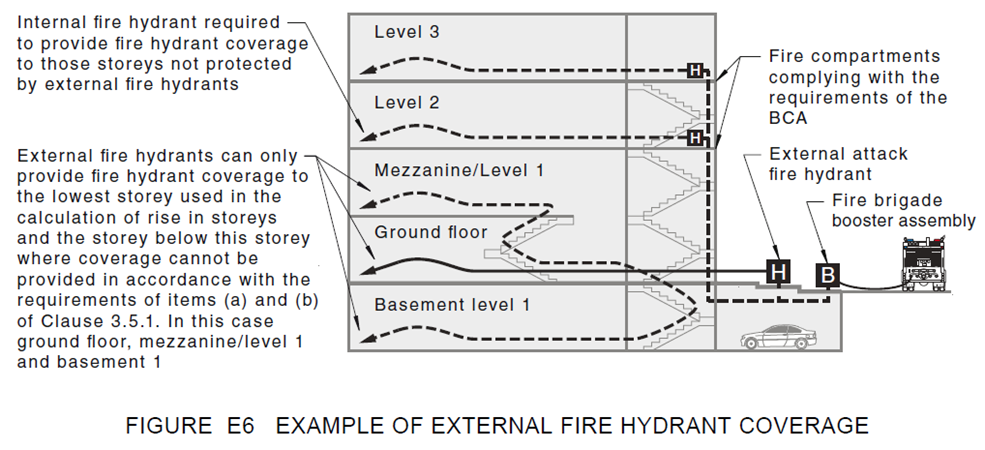 Internal fire hydrant required
to provide fire hydrant coverage
to those storeys not protected
by external fire hydrants
External fire hydrants can only
provide fire hydrant coverage to
the lowest storey used in the
calculation of rise in storeys
and the storey below this storey
where coverage cannot be
provided in accordance with the
requirements of items (a) and (b)
of Clause 3.5.1. In this case
ground floor, mezzanine/level 1
and basement 1
Level 3
H
Level 2
H
Mezzanine/Level 1
Ground floor
Basement level 1
Fire compartments
complying with the
requirements of the
BCA
External attack
fire hydrant
Fire brigade
booster assembly
H
B
FIGURE E6 EXAMPLE OF EXTERNAL FIRE HYDRANT COVERAGE